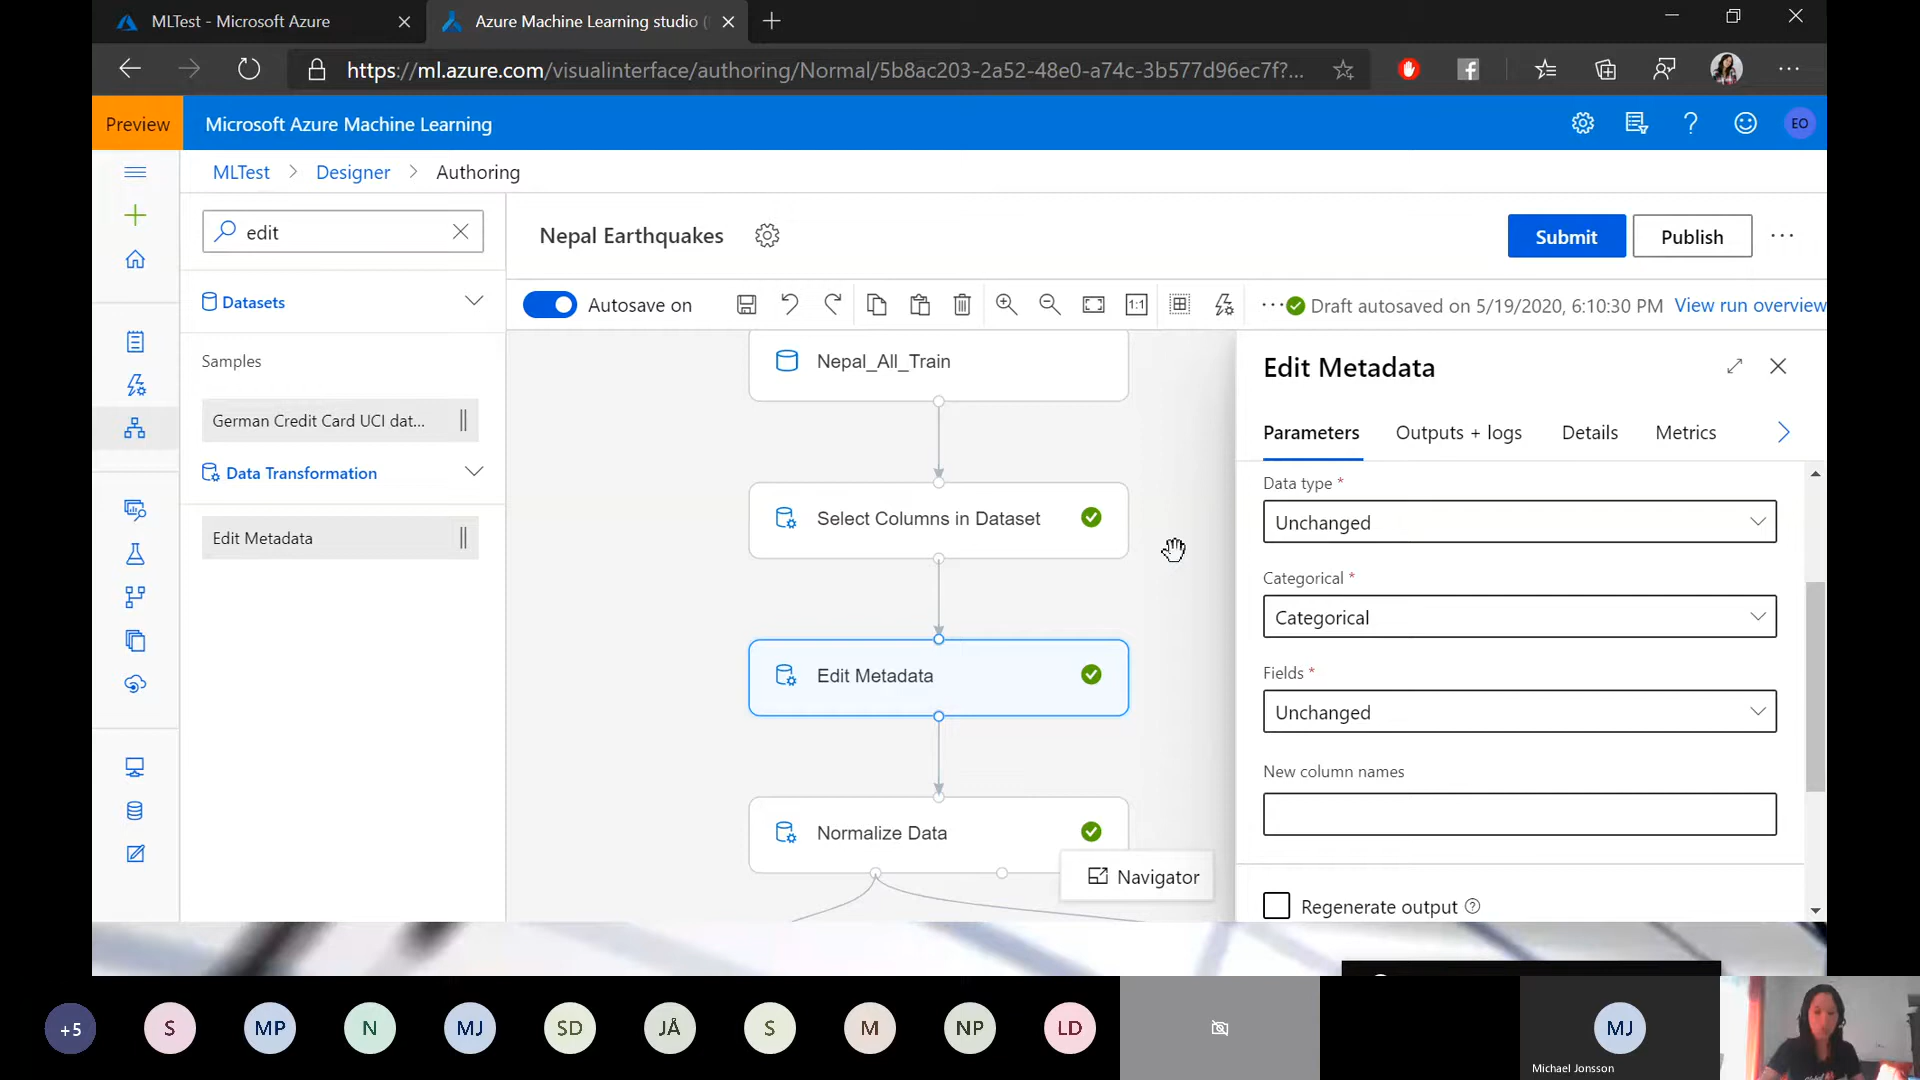 MLTest - Microsoft Azure
Azure Machine Learning studio (
https://ml.azure.com/visualinterface/authoring/Normal/5b8ac203-2a52-48e0-a74c-3b577d96ec7f?...
Preview
Microsoft Azure Machine Learning
EO
MLTest > Designer > Authoring
edit
Nepal Earthquakes
Submit
Publish
Datasets
Autosave on
1:1
Draft autosaved on 5/19/2020, 6:10:30 PM
View run overview
Samples
German Credit Card UCI dat...
Data Transformation
Edit Metadata
Nepal_All_Train
Select Columns in Dataset
Edit Metadata
Normalize Data
Navigator
Edit Metadata
Parameters
Outputs + logs
Details
Metrics
Data type *
Unchanged
Categorical *
Categorical
Fields *
Unchanged
New column names
Regenerate output
+5
S
MP
N
MJ
SD
JÅ
S
M
NP
LD
MJ
Michael Jonsson